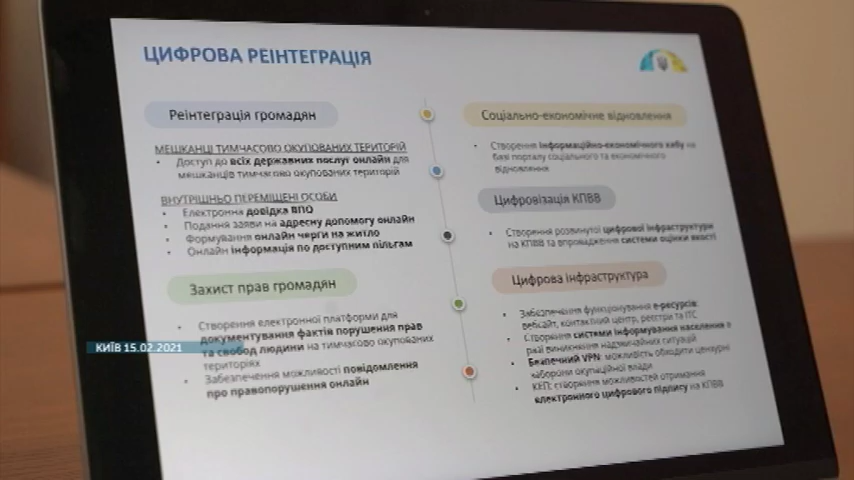 ЦИФРОВА РЕІНТЕГРАЦІЯ
Реінтеграція громадян
МЕШКАНЦІ ТИМЧАСОВО ОКУПОВАНИХ ТЕРИТОРІЙ
• Доступ до всіх державних послуг онлайн для
мешканців тимчасово окупованих територій
ВНУТРІШНЬО ПЕРЕМІЩЕНІ ОСОБИ
• Електронна довідка ВПО
• Подання заяви на адресну допомогу онлайн
• Формування онлайн черги на житло
• Онлайн інформація по доступним пільгам
Захист прав громадян
• Створення електронної платформи для
документування фактів порушення прав
та свобод людини на тимчасово окупованих
територіях
• Забезпечення можливості повідомлення
про правопорушення онлайн
Соціально-економічне відновлення
• Створення інформаційно-економічного хабу на
базі порталу соціального та економічного
відновлення
Цифровізація КПВВ
• Створення розвинутої цифрової інфраструктури
на КПВВ та впровадження системи оцінки якості
Цифрова інфраструктура
• Забезпечення функціонування е-ресурсів:
вебсайт, контактний центр, реєстри та ІТС
• Створення системи інформування населення в
разі виникнення надзвичайних ситуацій
• Безпечний VPN: можливість обходити цензурні
заборони окупаційної влади
• КЕП: створення можливостей отримання
електронного цифрового підпису на КПВВ
КИЇВ 15.02.2021